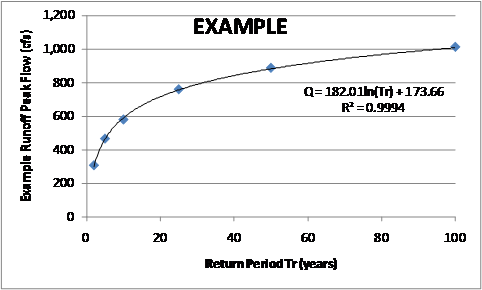 EXAMPLE
Example Runoff Peak Flow (cfs)
1,200
1,000
800
600
400
200
0
Q = 182.01ln(Tr) + 173.66
R² = 0.9994
0 20 40 60 80 100
Return Period Tr (years)